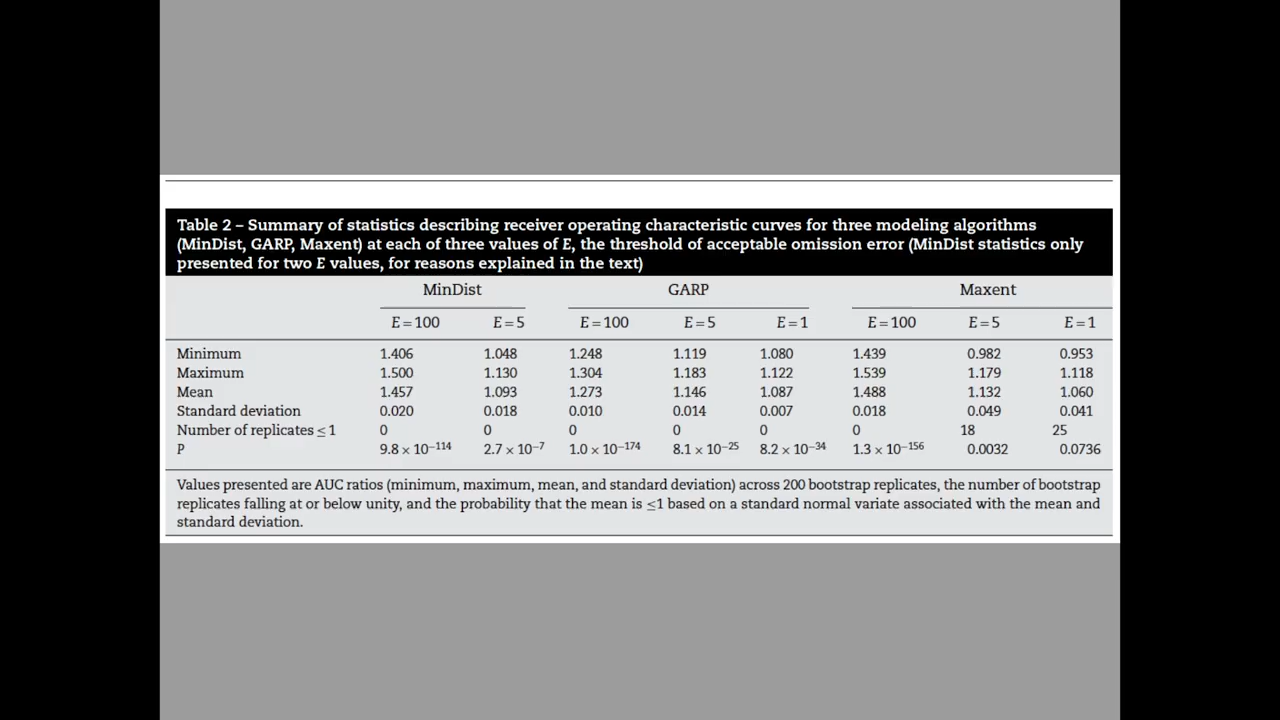 Table 2 – Summary of statistics describing receiver operating characteristic curves for three modeling algorithms
(MinDist, GARP, Maxent) at each of three values of E, the threshold of acceptable omission error (MinDist statistics only
presented for two E values, for reasons explained in the text)
MinDist GARP Maxent
E = 100 E = 5 E = 100 E = 5 E = 1 E = 100 E = 5 E = 1
Minimum 1.406 1.048 1.248 1.119 1.080 1.439 0.982 0.953
Maximum 1.500 1.130 1.304 1.183 1.122 1.539 1.179 1.118
Mean 1.457 1.093 1.273 1.146 1.087 1.488 1.132 1.060
Standard deviation 0.020 0.018 0.010 0.014 0.007 0.018 0.049 0.041
Number of replicates ≤ 1 0 0 0 0 0 0 18 25
P 9.8 × 10⁻¹¹⁴ 2.7 × 10⁻⁷ 1.0 × 10⁻¹⁷⁴ 8.1 × 10⁻²⁵ 8.2 × 10⁻³⁴ 1.3 × 10⁻¹⁵⁶ 0.0032 0.0736
Values presented are AUC ratios (minimum, maximum, mean, and standard deviation) across 200 bootstrap replicates, the number of bootstrap
replicates falling at or below unity, and the probability that the mean is ≤1 based on a standard normal variate associated with the mean and
standard deviation.